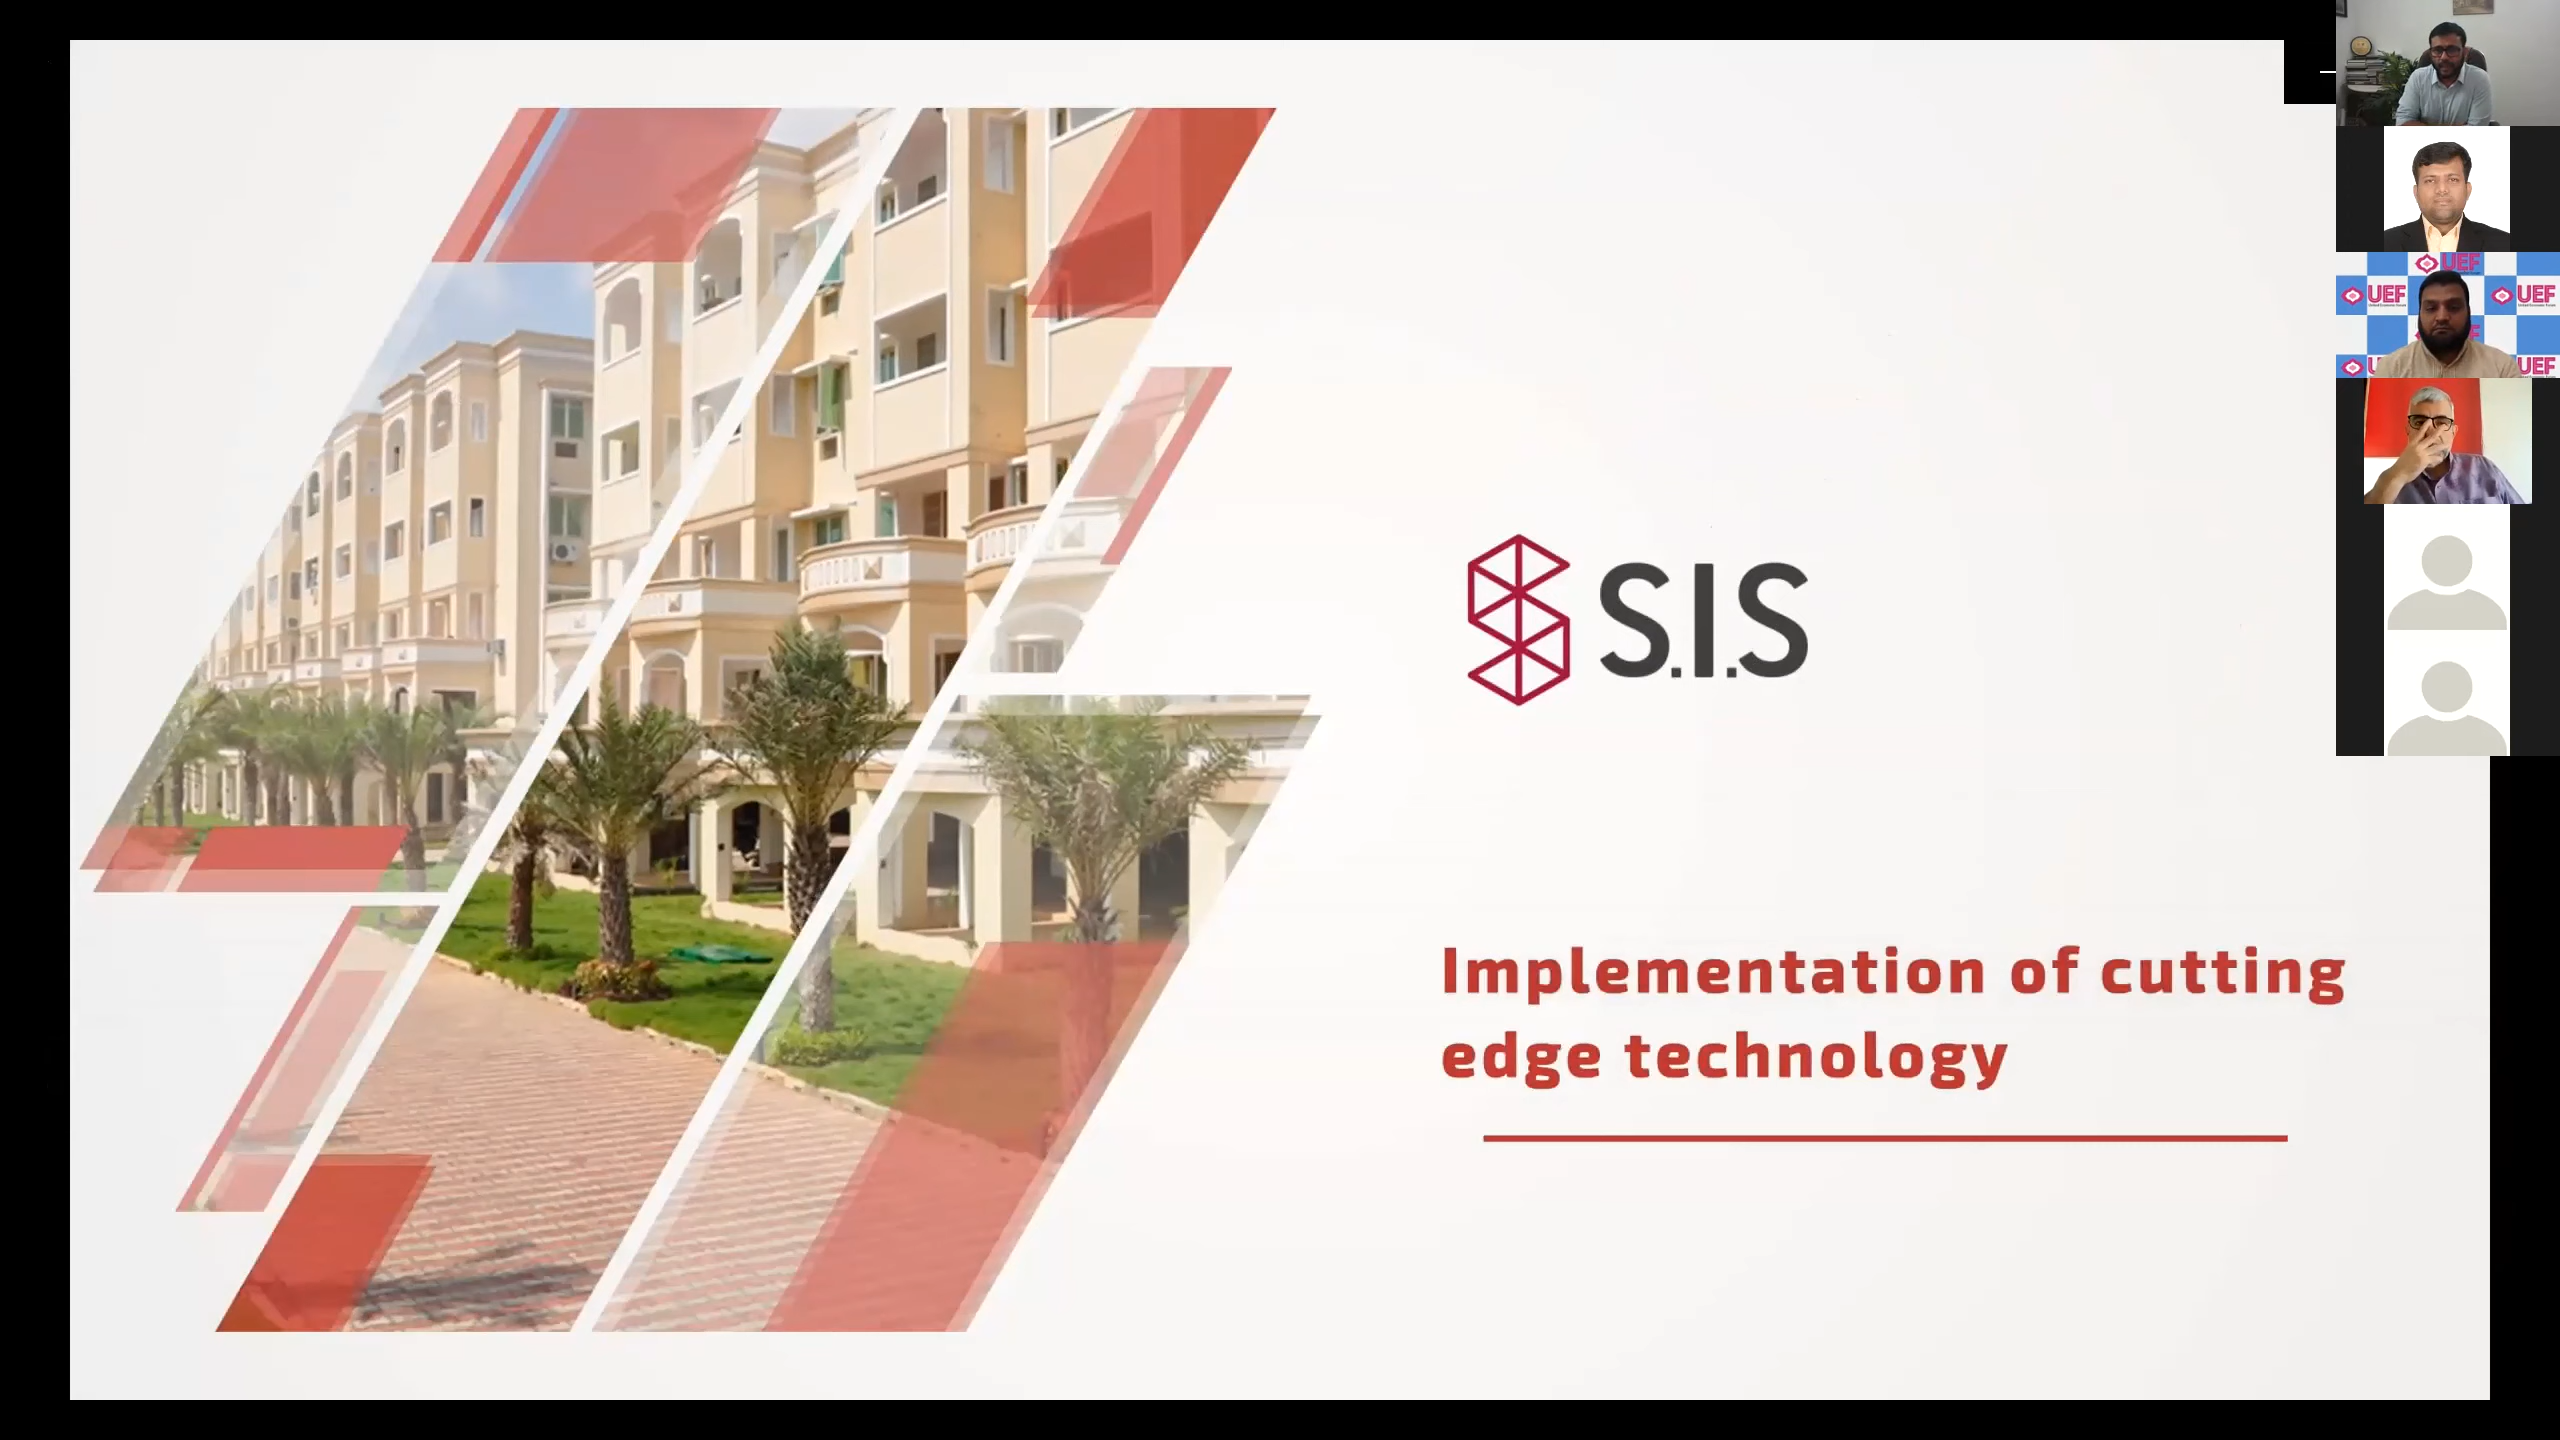 S.I.S
Implementation of cutting
edge technology
UEF
UEF
UEF
UEF